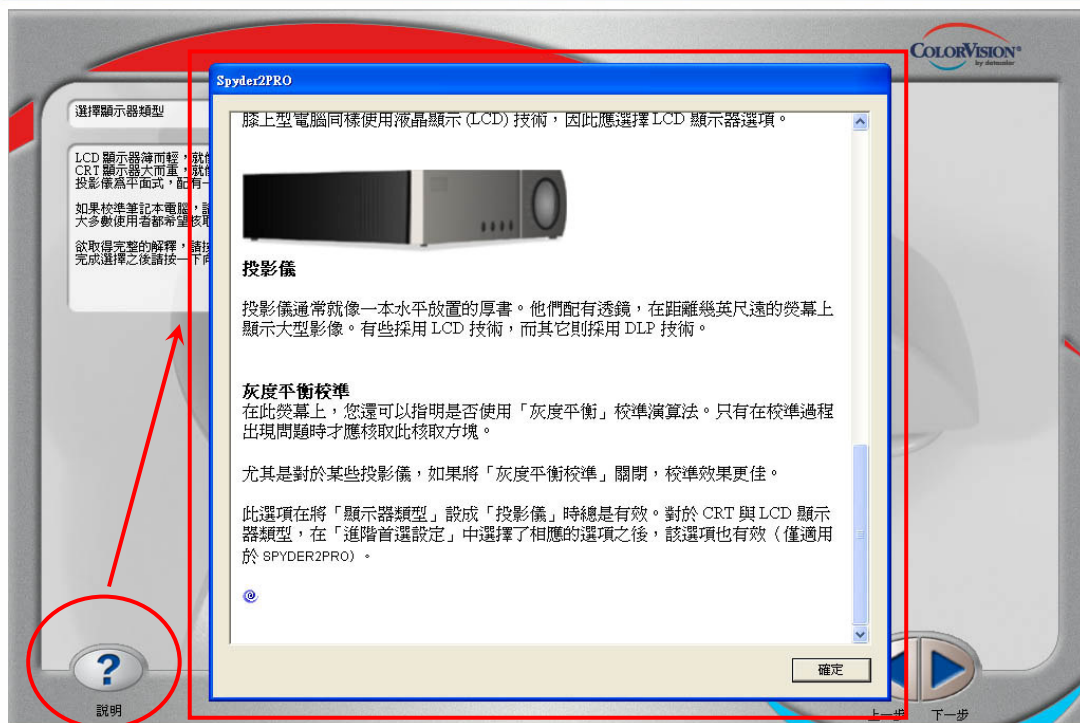 COLORVISION®
by datacolor
Spyder2PRO
選擇顯示器類型
LCD 顯示器薄而輕，就
CRT 顯示器大而重，就
投影儀為平面式，配有一
如果校準筆記本電腦，
大多數使用者都希望核取
欲取得完整的解釋，請按
完成選擇之後請按一下向
膝上型電腦同樣使用液晶顯示 (LCD) 技術，因此應選擇 LCD 顯示器選項。
投影儀
投影儀通常就像一本水平放置的厚書。他們配有透鏡，在距離幾英尺遠的熒幕上
顯示大型影像。有些採用 LCD 技術，而其它則採用 DLP 技術。
灰度平衡校準
在此熒幕上，您還可以指明是否使用「灰度平衡」校準演算法。只有在校準過程
出現問題時才應核取此核取方塊。
尤其是對於某些投影儀，如果將「灰度平衡校準」關閉，校準效果更佳。
此選項在將「顯示器類型」設成「投影儀」時總是有效。對於 CRT 與 LCD 顯示
器類型，在「進階首選設定」中選擇了相應的選項之後，該選項也有效（僅適用
於 SPYDER2PRO）。
確定
?
說明
上一步 下一步